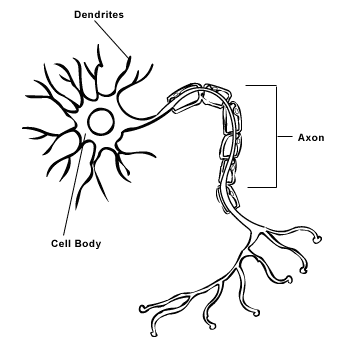 Dendrites
Axon
Cell Body